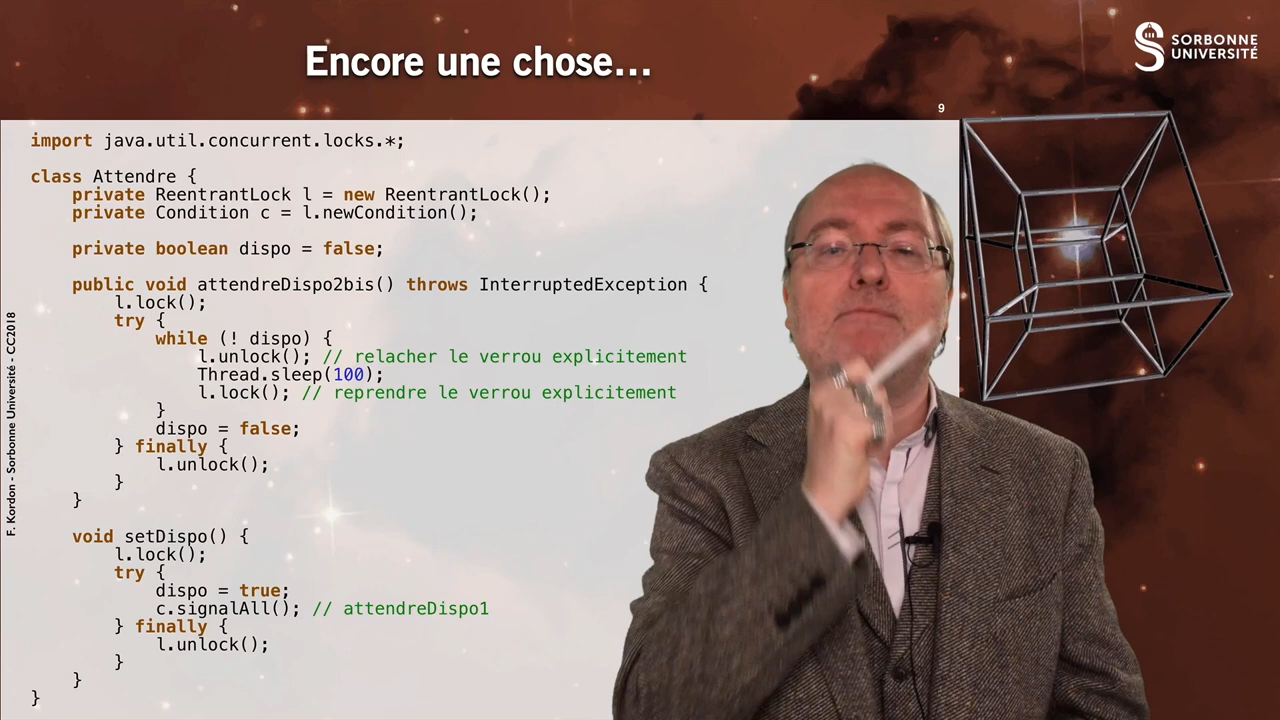 Encore une chose...
SORBONNE
UNIVERSITÉ
9
import java.util.concurrent.locks.*;
class Attendre {
    private ReentrantLock l = new ReentrantLock();
    private Condition c = l.newCondition();
    private boolean dispo = false;
    public void attendreDispo2bis() throws InterruptedException {
        l.lock();
        try {
            while (! dispo) {
                l.unlock(); // relacher le verrou explicitement
                Thread.sleep(100);
                l.lock(); // reprendre le verrou explicitement
            }
            dispo = false;
        } finally {
            l.unlock();
        }
    }
    void setDispo() {
        l.lock();
        try {
            dispo = true;
            c.signalAll(); // attendreDispo1
        } finally {
            l.unlock();
        }
    }
}
F. Kordon - Sorbonne Université - CC2018